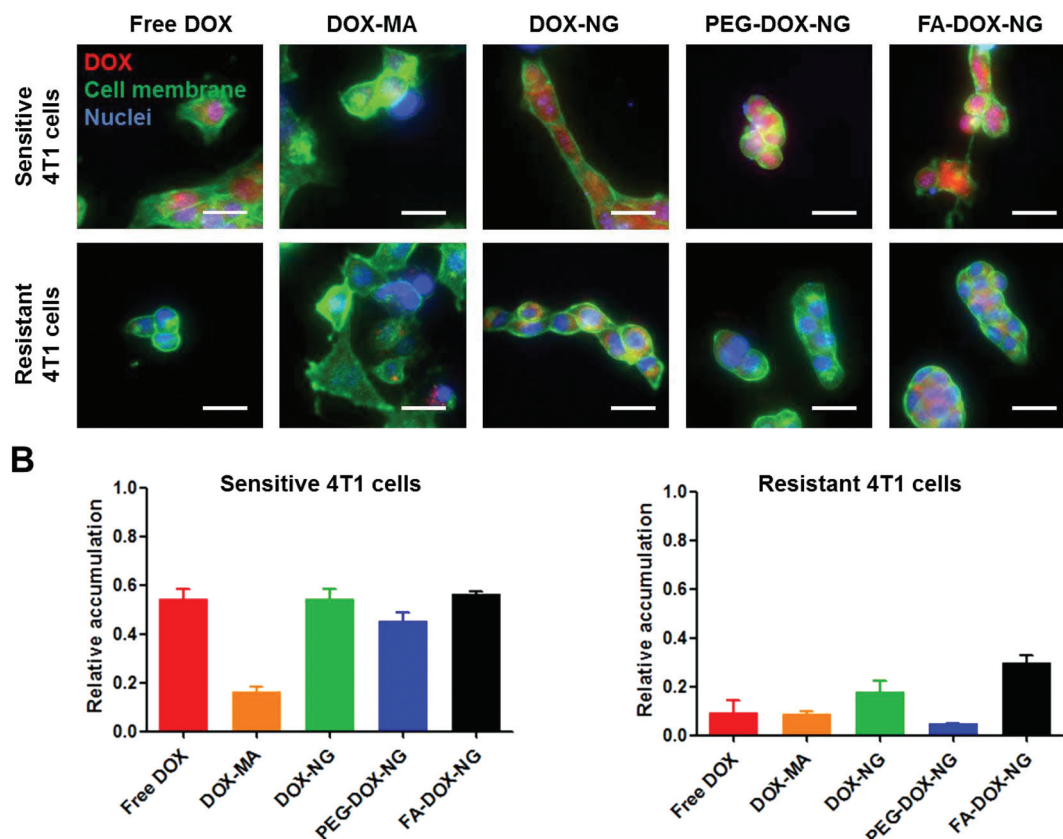 Free DOX DOX-MA DOX-NG PEG-DOX-NG FA-DOX-NG
Sensitive
4T1 cells
DOX
Cell membrane
Nuclei
Resistant
4T1 cells
B
Sensitive 4T1 cells
Relative accumulation
1.0
0.8
0.6
0.4
0.2
0.0
Free DOX
DOX-MA
DOX-NG
PEG-DOX-NG
FA-DOX-NG
Resistant 4T1 cells
Relative accumulation
1.0
0.8
0.6
0.4
0.2
0.0
Free DOX
DOX-MA
DOX-NG
PEG-DOX-NG
FA-DOX-NG